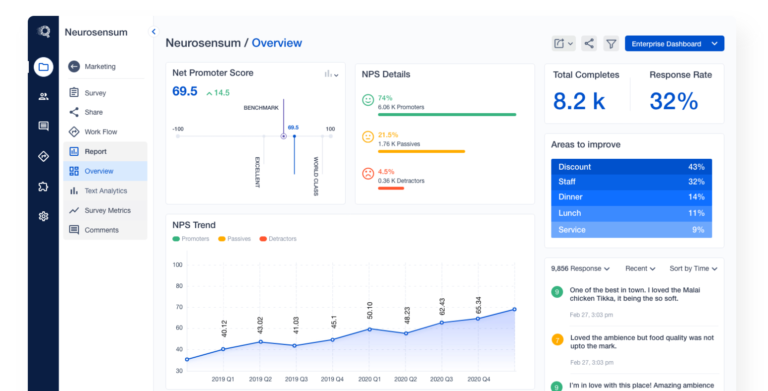 Neurosensum
Marketing
Survey
Share
Work Flow
Report
Overview
Text Analytics
Survey Metrics
Comments
Neurosensum / Overview
Enterprise Dashboard
Net Promoter Score
69.5 14.5
BENCHMARK
-100 69.5 100
EXCELLENT
WORLD CLASS
NPS Details
74%
6.06 K Promoters
21.5%
1.76 K Passives
4.5%
0.36 K Detractors
Total Completes Response Rate
8.2 k 32%
Areas to improve
Discount 43%
Staff 32%
Dinner 14%
Lunch 11%
Service 9%
NPS Trend
Promoters Passives Detractors
100
80
70
60
40
30
40.12 43.02 41.03 45.1 50.10 48.23 62.43 65.34
2019 Q1 2019 Q2 2019 Q3 2019 Q4 2020 Q1 2020 Q2 2020 Q3 2020 Q4
9,856 Response Recent Sort by Time
9 One of the best in town. I loved the Malai
chicken Tikka, it being the so soft.
Feb 27, 3:03 pm
7 Loved the ambience but food quality was not
upto the mark.
Feb 27, 3:03 pm
9 I'm in love with this place! Amazing ambience